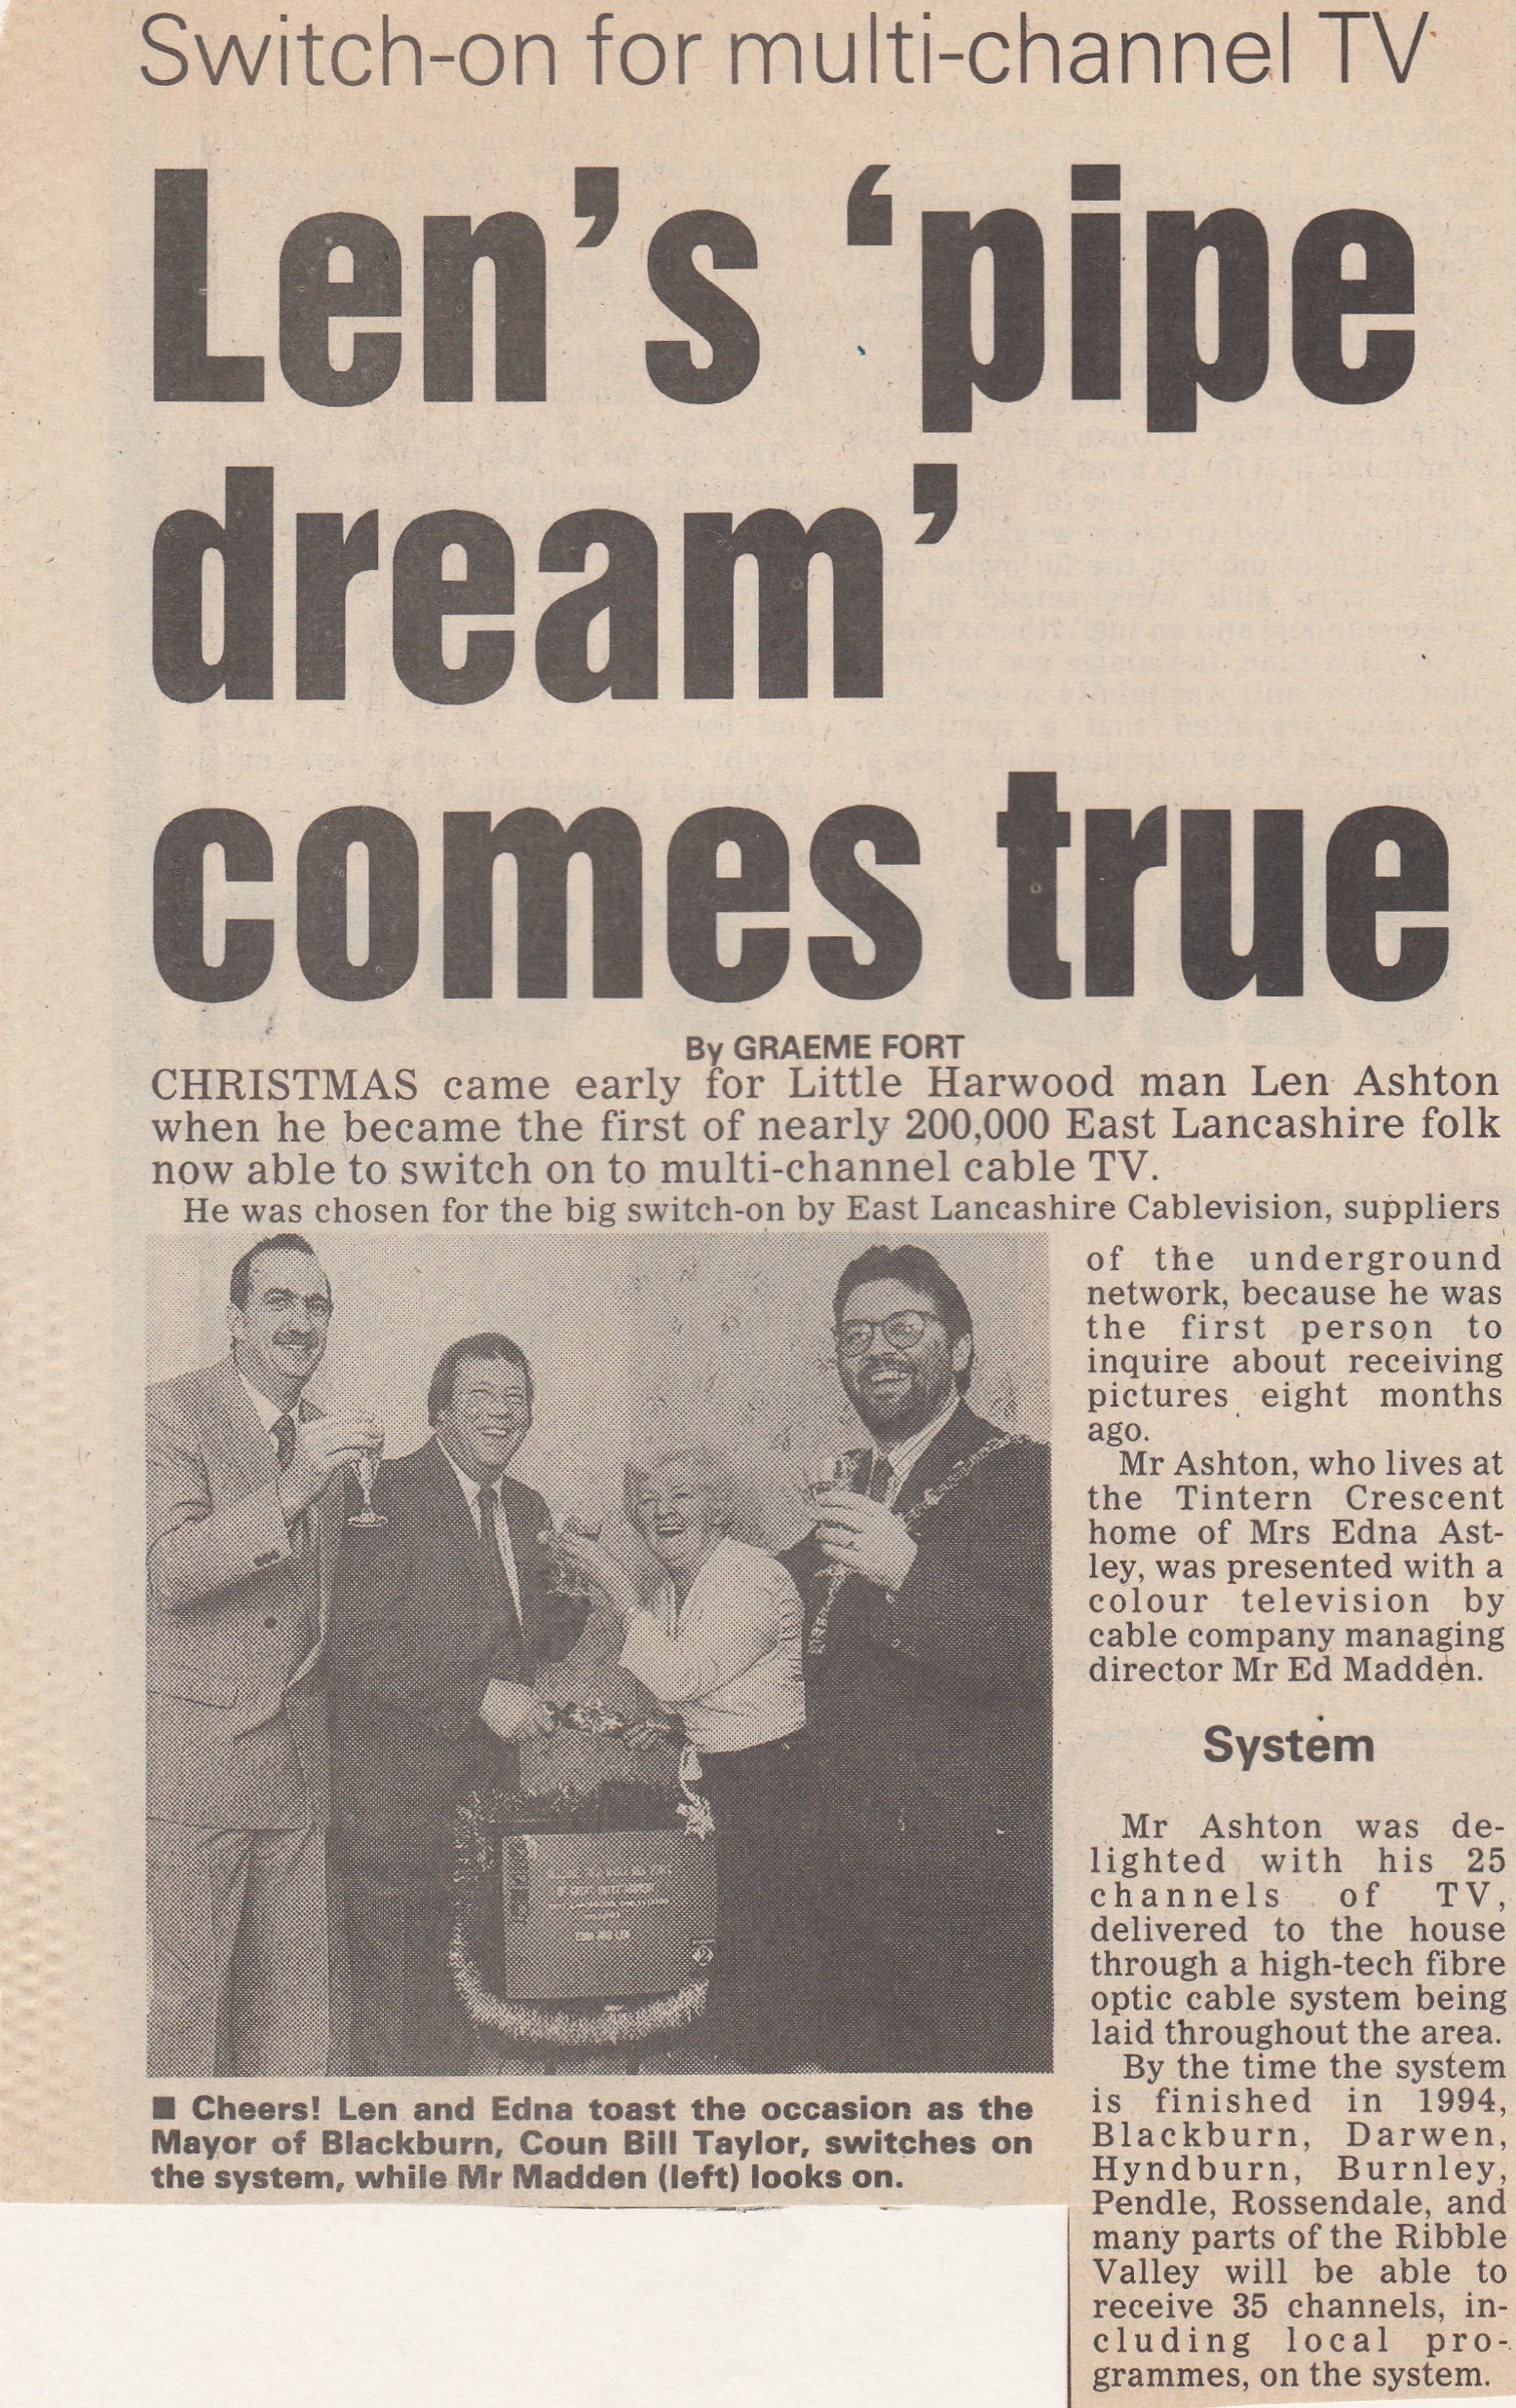 Switch-on for multi-channel TV
Len's 'pipe
dream'
comes true
By GRAEME FORT
CHRISTMAS came early for Little Harwood man Len Ashton
when he became the first of nearly 200,000 East Lancashire folk
now able to switch on to multi-channel cable TV.
He was chosen for the big switch-on by East Lancashire Cablevision, suppliers
of the underground
network, because he was
the first person to
inquire about receiving
pictures eight months
ago.
Mr Ashton, who lives at
the Tintern Crescent
home of Mrs Edna Ast-
ley, was presented with a
colour television by
cable company managing
director Mr Ed Madden.
System
Mr Ashton was de-
lighted with his 25
channels of TV,
delivered to the house
through a high-tech fibre
optic cable system being
laid throughout the area.
By the time the system
is finished in 1994,
Blackburn, Darwen,
Hyndburn, Burnley,
Pendle, Rossendale, and
many parts of the Ribble
Valley will be able to
receive 35 channels, in-
cluding local pro-
grammes, on the system.
■ Cheers! Len and Edna toast the occasion as the
Mayor of Blackburn, Coun Bill Taylor, switches on
the system, while Mr Madden (left) looks on.